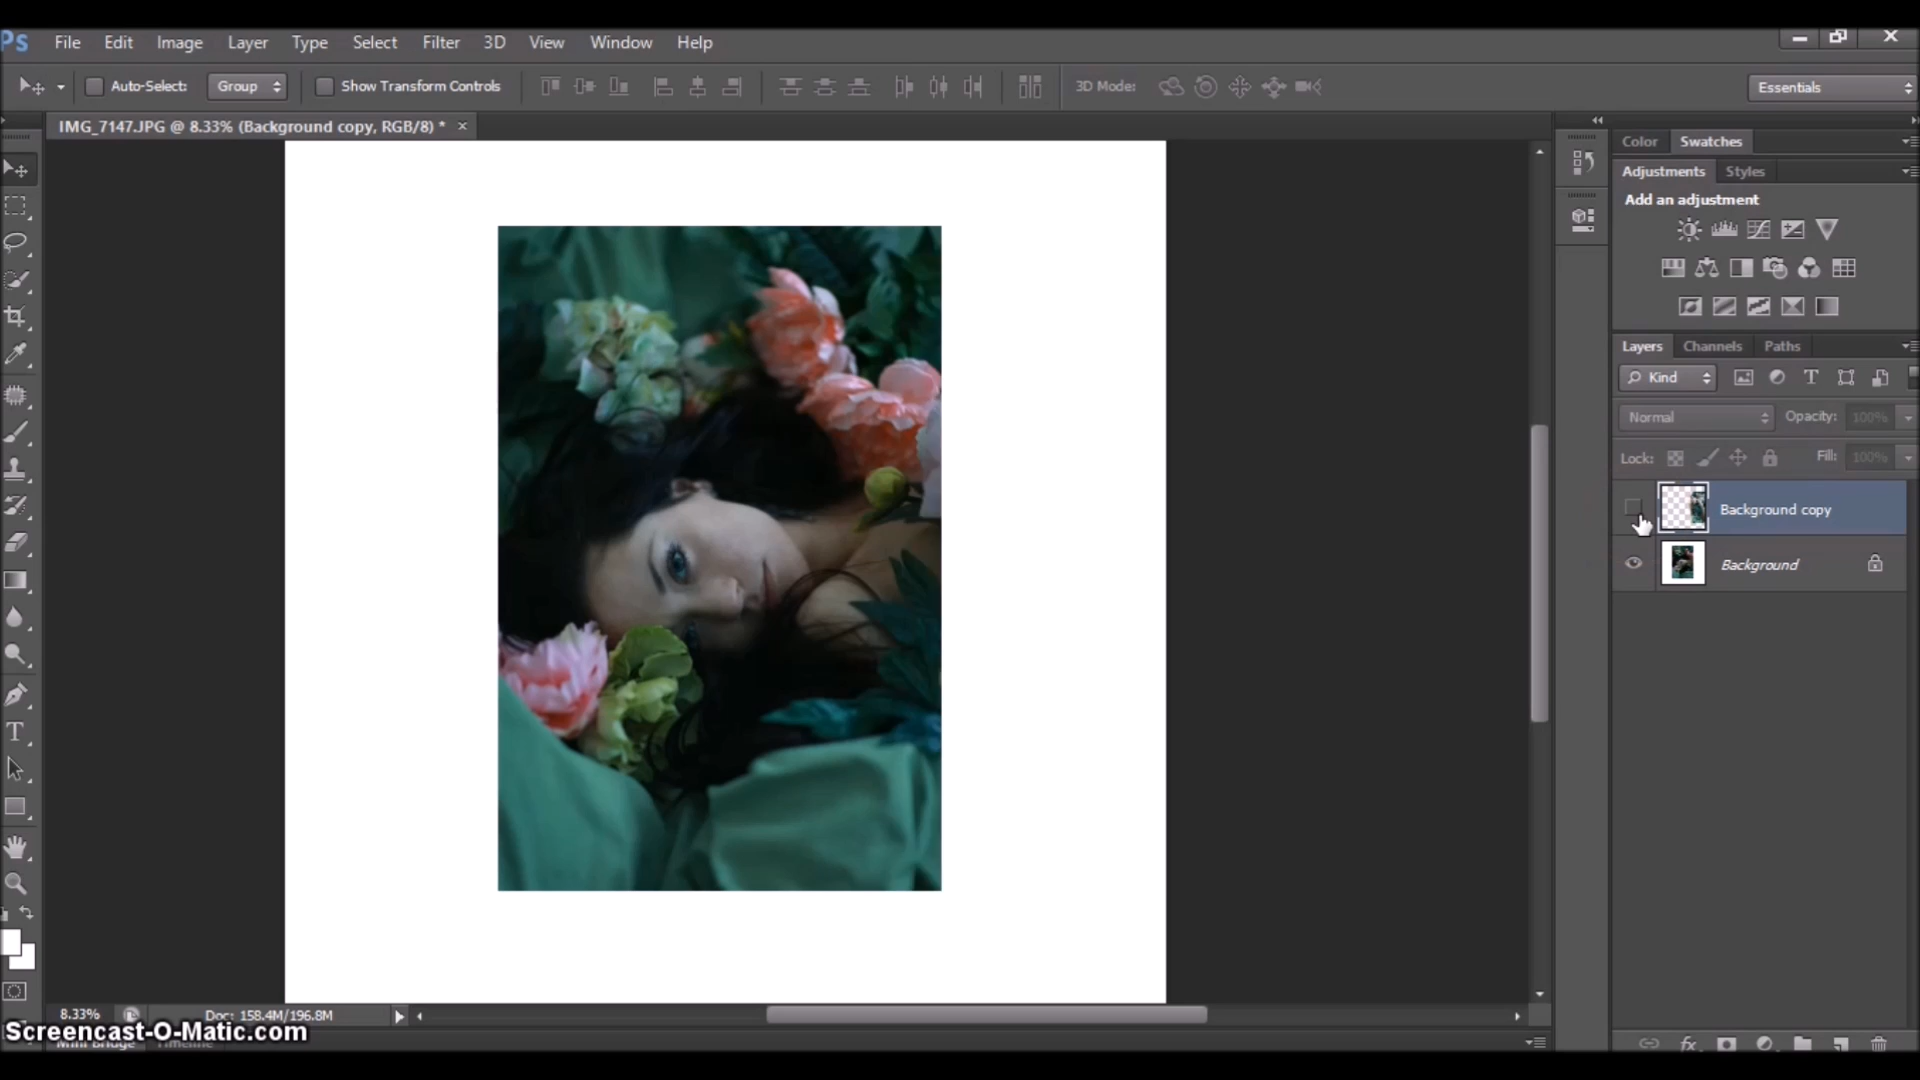 Ps File Edit Image Layer Type Select Filter 3D View Window Help
Auto-Select: Group Show Transform Controls 3D Mode: Essentials
IMG_7147.JPG @ 8.33% (Background copy, RGB/8) * ×
Color Swatches
Adjustments Styles
Add an adjustment
Layers Channels Paths
Kind
Normal Opacity: 100%
Lock: Fill: 100%
Background copy
Background
8.33% Doc: 158.4M/196.8M
Screencast-O-Matic.com
Mini Bridge Timeline